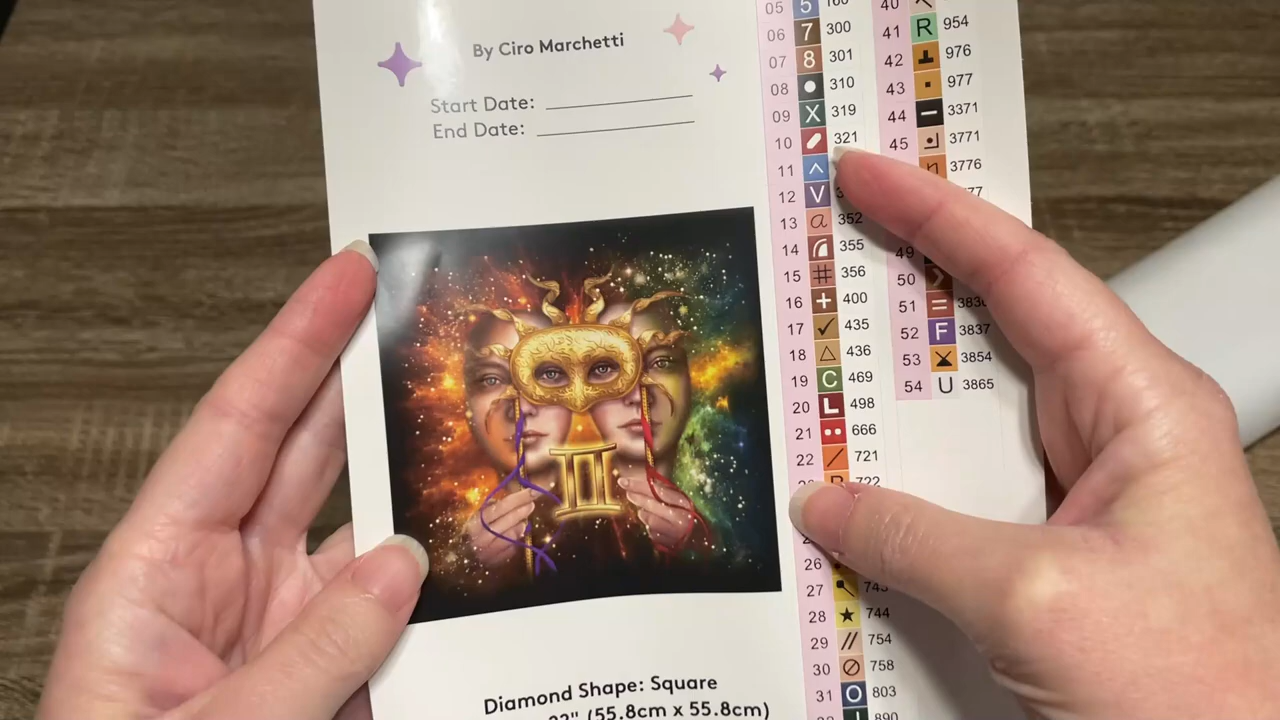 By Ciro Marchetti
Start Date:
End Date:
II
Diamond Shape: Square
(55.8cm x 55.8cm)
05 5
06 7 300
07 8 301
08 310
09 X 319
10 321
11 ^
12 V
13 a 352
14 355
15 # 356
16 + 400
17 ✓ 435
18 △ 436
19 C 469
20 L 498
21 •• 666
22 / 721
722
26
27
28 ★ 744
29 // 754
30 ⊘ 758
31 O 803
890
40
41 R 954
42 ┻ 976
43 ▪ 977
44 — 3371
45 3771
3776
49
50
51 =
52 F 3837
53 3854
54 U 3865